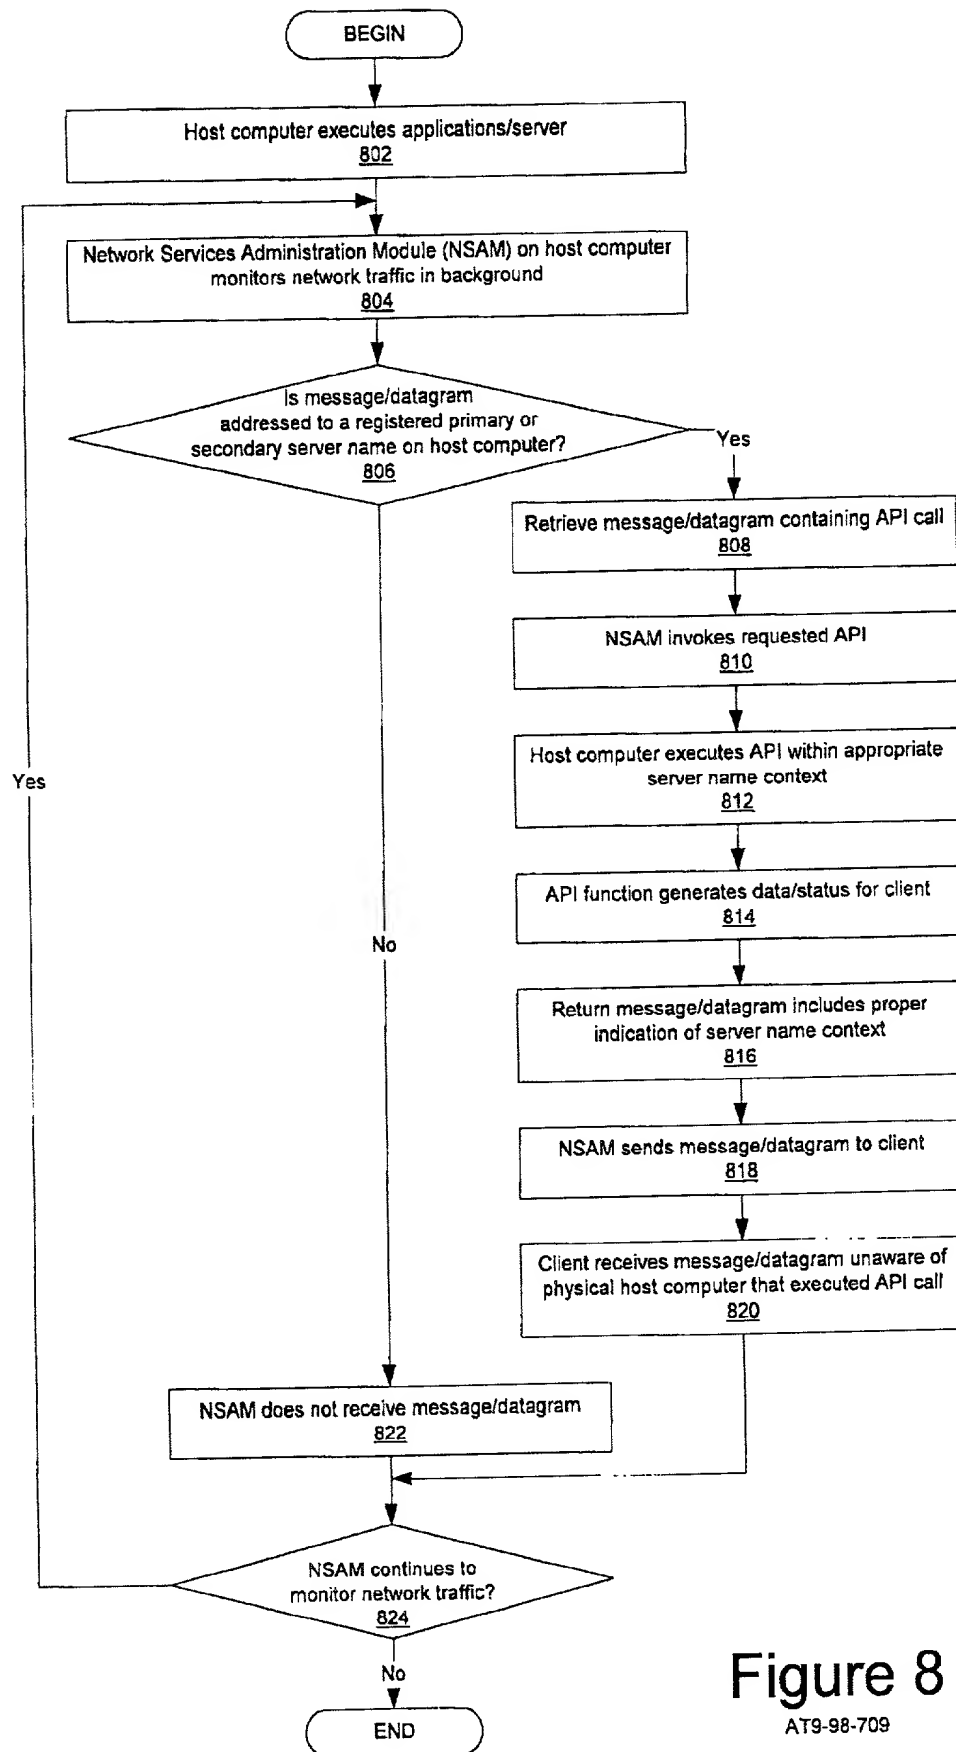 BEGIN
Host computer executes applications/server
802
Network Services Administration Module (NSAM) on host computer
monitors network traffic in background
804
Is message/datagram
addressed to a registered primary or
secondary server name on host computer?
806
Yes
Retrieve message/datagram containing API call
808
NSAM invokes requested API
810
Host computer executes API within appropriate
server name context
812
Yes
API function generates data/status for client
814
No
Return message/datagram includes proper
indication of server name context
816
NSAM sends message/datagram to client
818
Client receives message/datagram unaware of
physical host computer that executed API call
820
NSAM does not receive message/datagram
822
NSAM continues to
monitor network traffic?
824
No
END
Figure 8
AT9-98-709